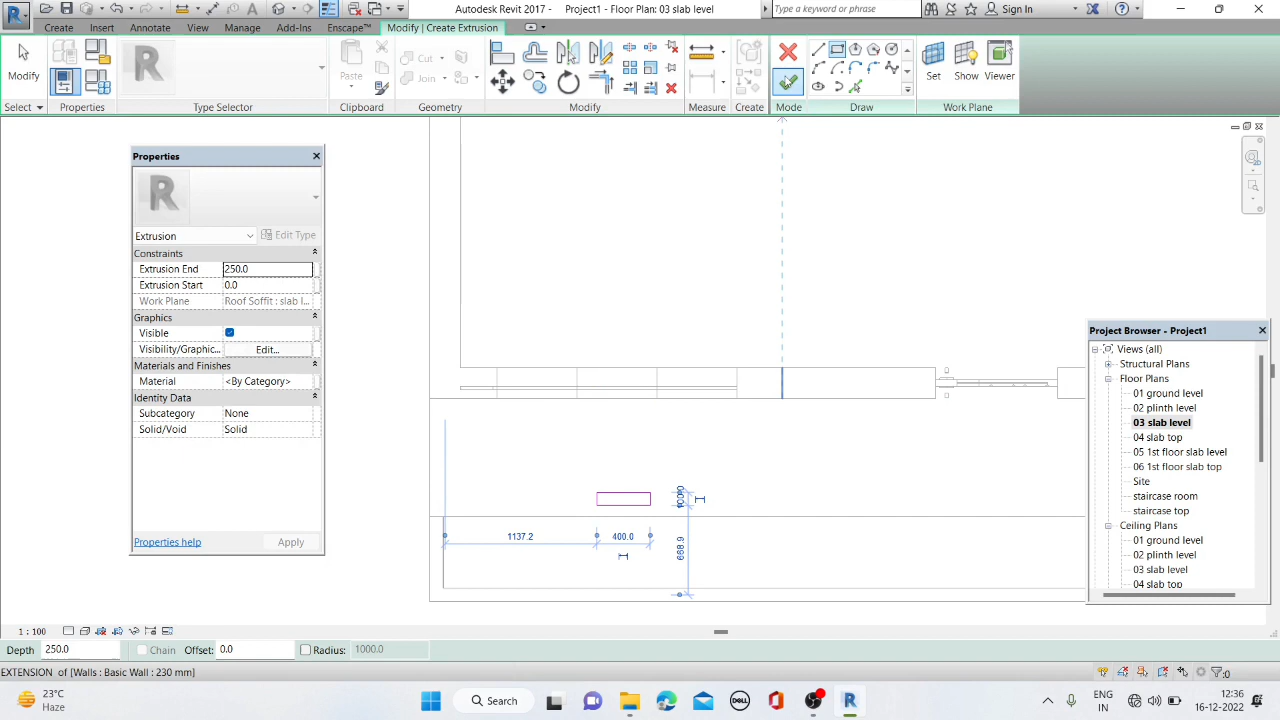 Autodesk Revit 2017 - Project1 - Floor Plan: 03 slab level
Type a keyword or phrase
Sign In
Create Insert Annotate View Manage Add-Ins Enscape™ Modify | Create Extrusion
Modify
Paste
Cut
Join
Set Show Viewer
Select Properties Type Selector Clipboard Geometry Modify Measure Create Mode Draw Work Plane
Properties
Extrusion
Edit Type
Constraints
Extrusion End 250.0
Extrusion Start 0.0
Work Plane Roof Soffit : slab l...
Graphics
Visible
Visibility/Graphic... Edit...
Materials and Finishes
Material <By Category>
Identity Data
Subcategory None
Solid/Void Solid
Properties help
Apply
1137.2
400.0
668.9
Project Browser - Project1
Views (all)
Structural Plans
Floor Plans
01 ground level
02 plinth level
03 slab level
04 slab top
05 1st floor slab level
06 1st floor slab top
Site
staircase room
staircase top
Ceiling Plans
01 ground level
02 plinth level
03 slab level
04 slab top
1 : 100
Depth 250.0 Chain Offset: 0.0 Radius: 1000.0
EXTENSION of [Walls : Basic Wall : 230 mm]
:0
23°C
Haze
Search
DELL
ENG
IN
12:36
16-12-2022